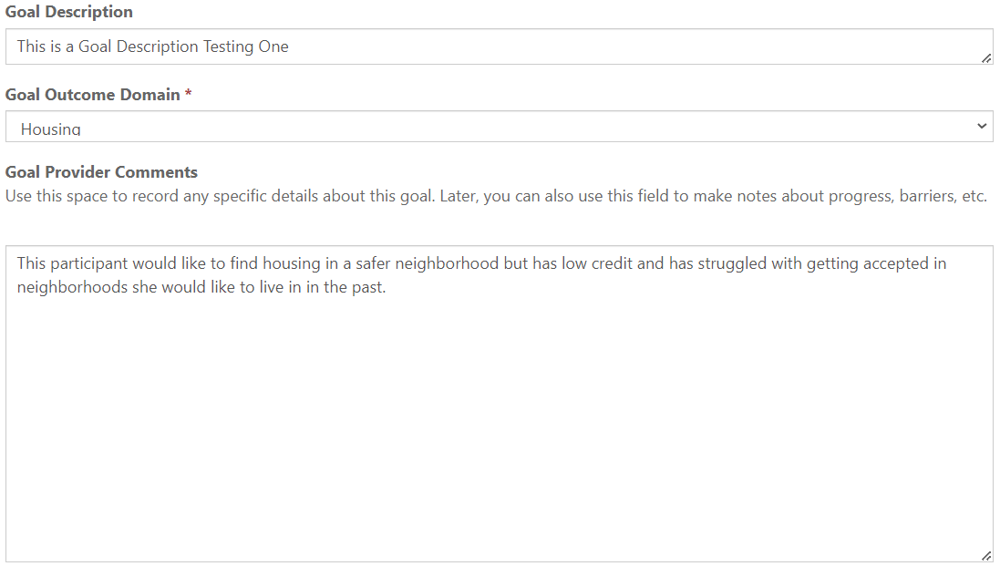 Goal Description
This is a Goal Description Testing One
Goal Outcome Domain *
Housing
Goal Provider Comments
Use this space to record any specific details about this goal. Later, you can also use this field to make notes about progress, barriers, etc.
This participant would like to find housing in a safer neighborhood but has low credit and has struggled with getting accepted in
neighborhoods she would like to live in in the past.